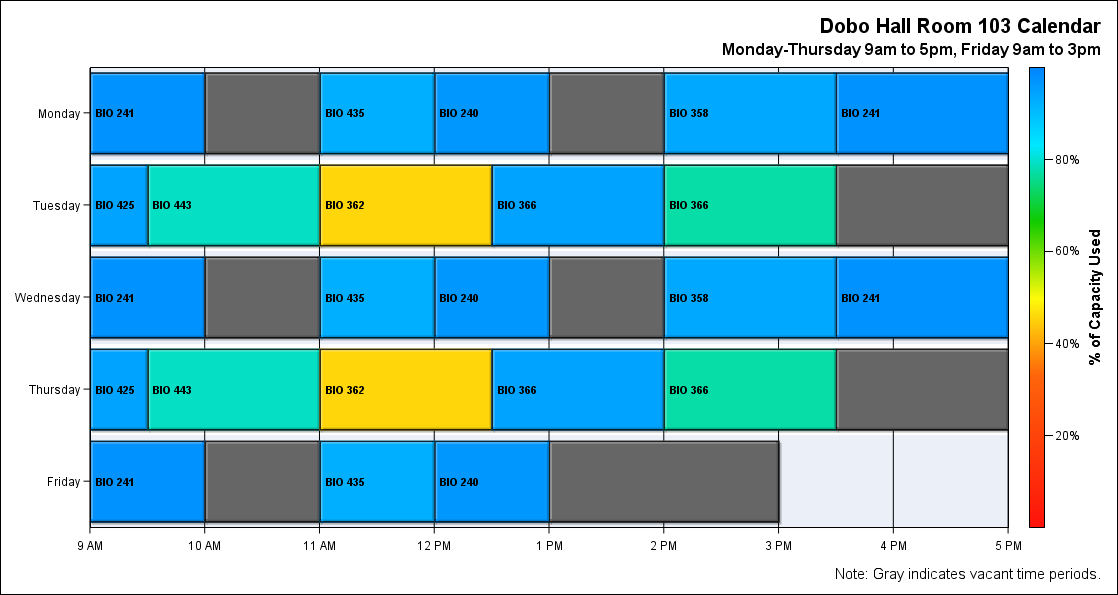 Dobo Hall Room 103 Calendar
Monday-Thursday 9am to 5pm, Friday 9am to 3pm
Monday BIO 241 BIO 435 BIO 240 BIO 358 BIO 241
Tuesday BIO 425 BIO 443 BIO 362 BIO 366 BIO 366
Wednesday BIO 241 BIO 435 BIO 240 BIO 358 BIO 241
Thursday BIO 425 BIO 443 BIO 362 BIO 366 BIO 366
Friday BIO 241 BIO 435 BIO 240
9 AM 10 AM 11 AM 12 PM 1 PM 2 PM 3 PM 4 PM 5 PM
80%
60%
40%
20%
% of Capacity Used
Note: Gray indicates vacant time periods.